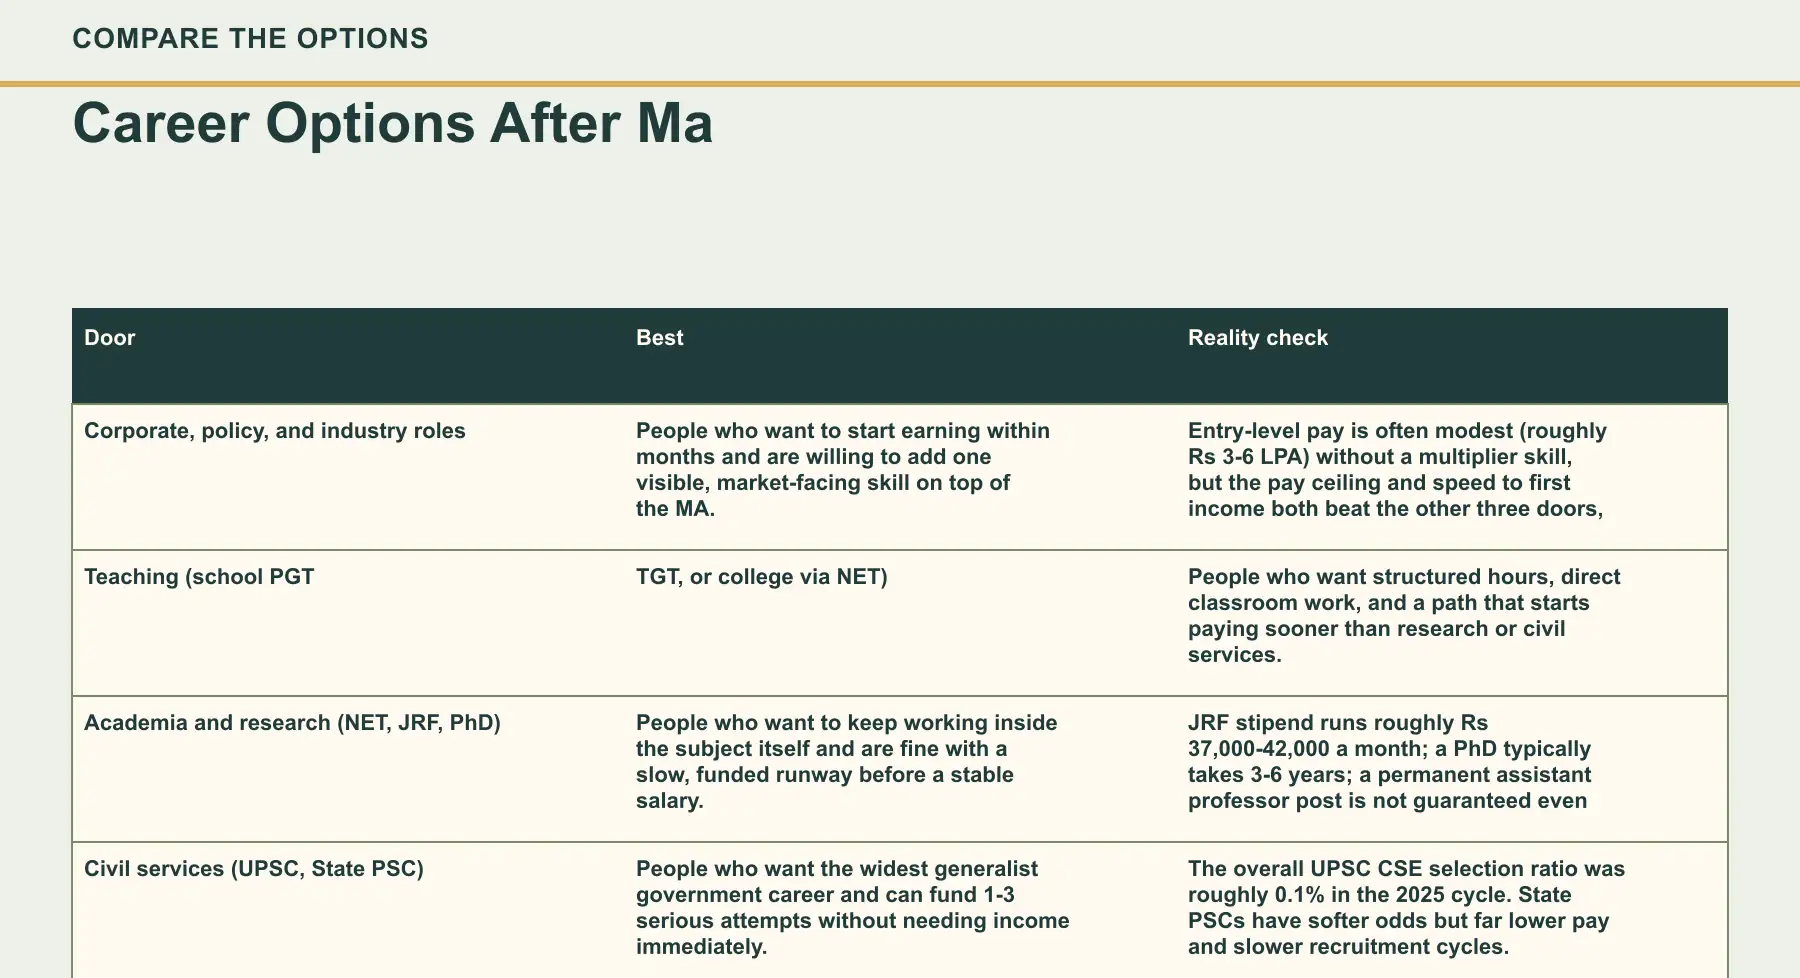 COMPARE THE OPTIONS
Career Options After Ma
Door
Best
Reality check
Corporate, policy, and industry roles
People who want to start earning within
months and are willing to add one
visible, market-facing skill on top of
the MA.
Entry-level pay is often modest (roughly
Rs 3-6 LPA) without a multiplier skill,
but the pay ceiling and speed to first
income both beat the other three doors,
Teaching (school PGT
TGT, or college via NET)
People who want structured hours, direct
classroom work, and a path that starts
paying sooner than research or civil
services.
Academia and research (NET, JRF, PhD)
People who want to keep working inside
the subject itself and are fine with a
slow, funded runway before a stable
salary.
JRF stipend runs roughly Rs
37,000-42,000 a month; a PhD typically
takes 3-6 years; a permanent assistant
professor post is not guaranteed even
Civil services (UPSC, State PSC)
People who want the widest generalist
government career and can fund 1-3
serious attempts without needing income
immediately.
The overall UPSC CSE selection ratio was
roughly 0.1% in the 2025 cycle. State
PSCs have softer odds but far lower pay
and slower recruitment cycles.